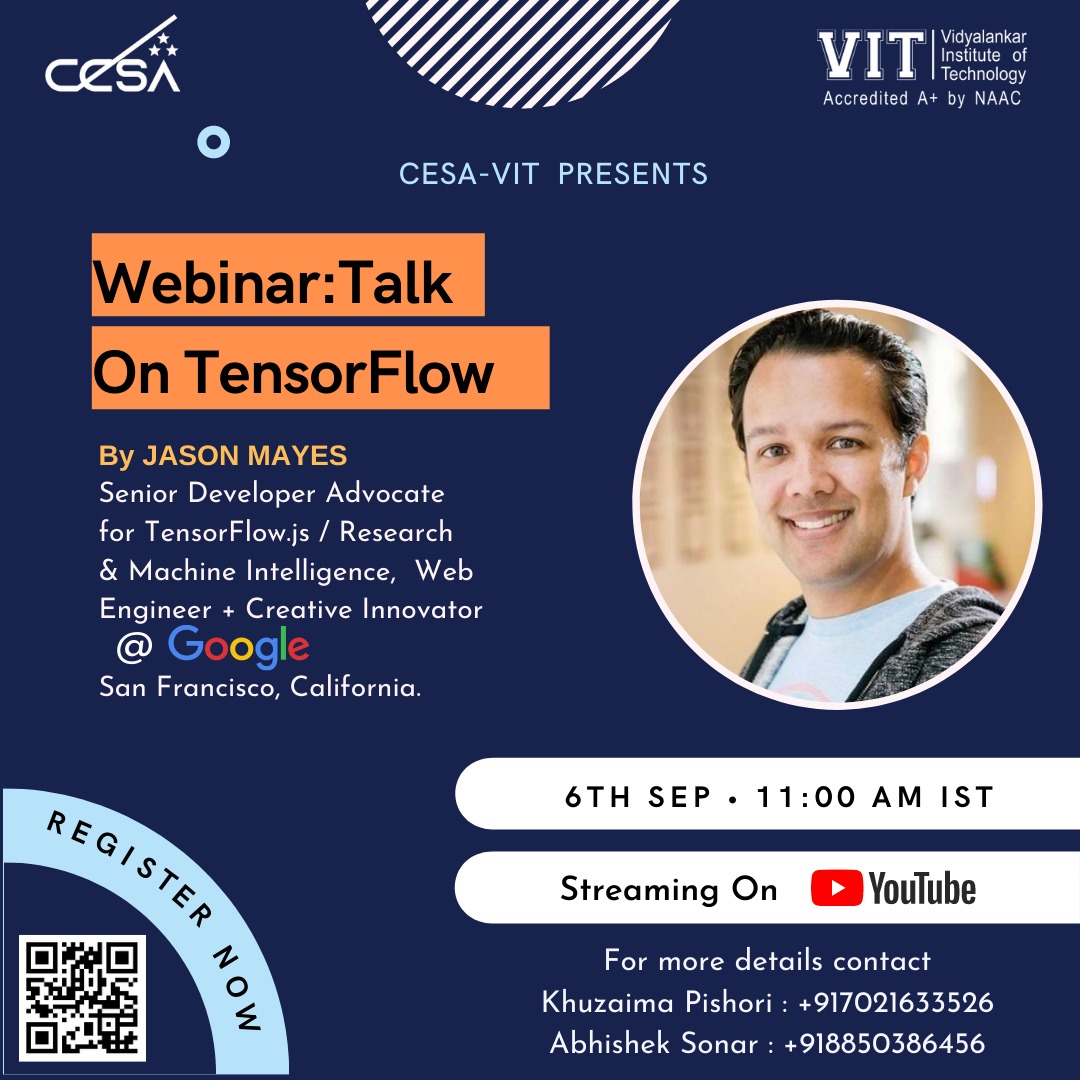 CESA
VIT
Vidyalankar
Institute of
Technology
Accredited A+ by NAAC
CESA-VIT PRESENTS
Webinar:Talk
On TensorFlow
By JASON MAYES
Senior Developer Advocate
for TensorFlow.js / Research
& Machine Intelligence, Web
Engineer + Creative Innovator
@ Google
San Francisco, California.
6TH SEP • 11:00 AM IST
Streaming On YouTube
REGISTER NOW
For more details contact
Khuzaima Pishori : +917021633526
Abhishek Sonar : +918850386456